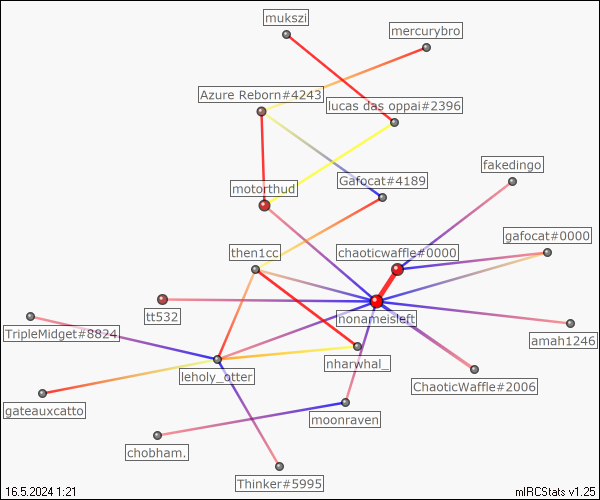 mukszi
mercurybro
Azure Reborn#4243
lucas das oppai#2396
fakedingo
Gafocat#4189
motorthud
gafocat#0000
then1cc
chaoticwaffle#0000
tt532
nonameisleft
TripleMidget#8824
amah1246
nharwhal_
leholy_otter
ChaoticWaffle#2006
gateauxcatto
moonraven
chobham.
Thinker#5995
16.5.2024 1:21
mIRCStats v1.25